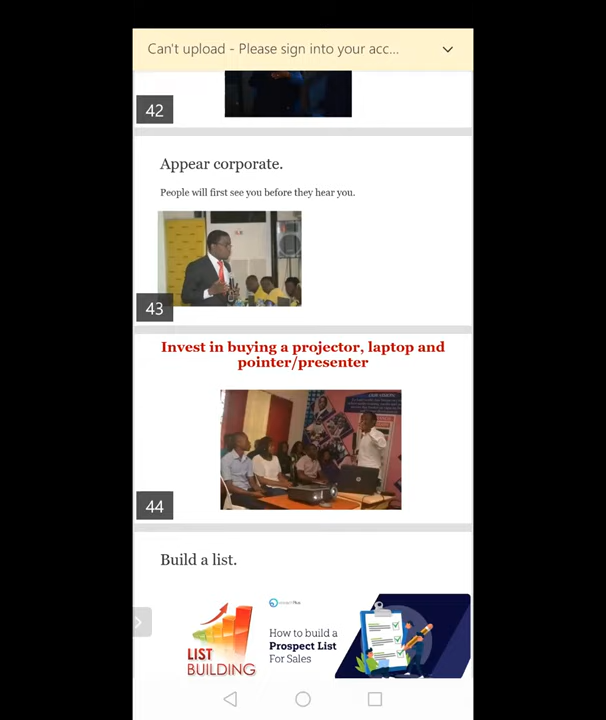 Can't upload - Please sign into your acc...
42
Appear corporate.
People will first see you before they hear you.
43
Invest in buying a projector, laptop and
pointer/presenter
44
Build a list.
How to build a
Prospect List
For Sales
LIST
BUILDING